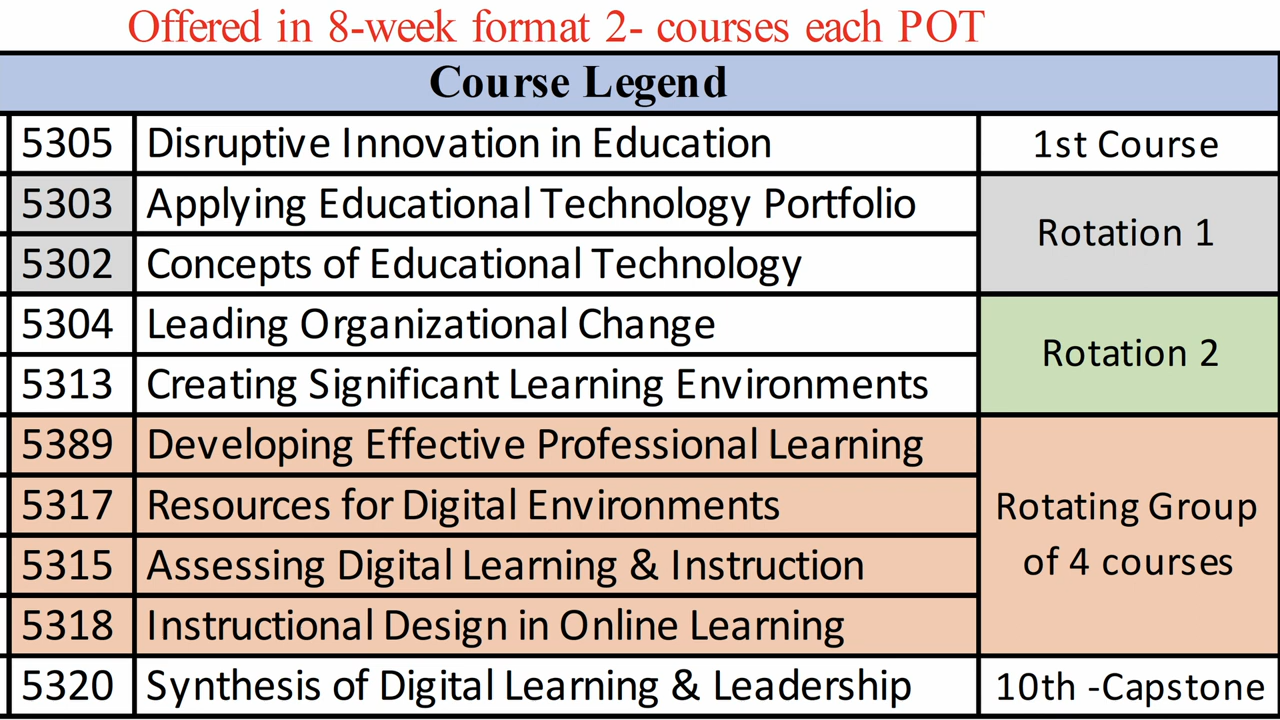 Offered in 8-week format 2- courses each POT
Course Legend
5305 Disruptive Innovation in Education 1st Course
5303 Applying Educational Technology Portfolio
Rotation 1
5302 Concepts of Educational Technology
5304 Leading Organizational Change
Rotation 2
5313 Creating Significant Learning Environments
5389 Developing Effective Professional Learning
5317 Resources for Digital Environments
Rotating Group
of 4 courses
5315 Assessing Digital Learning & Instruction
5318 Instructional Design in Online Learning
5320 Synthesis of Digital Learning & Leadership 10th -Capstone